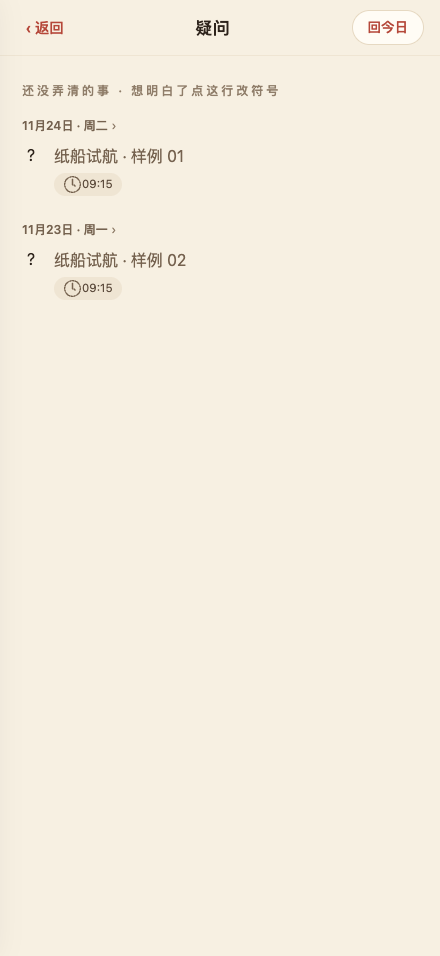 ‹ 返回
疑问
回今日
还没弄清的事 · 想明白了点这行改符号
11月24日 · 周二 ›
? 纸船试航 · 样例 01
09:15
11月23日 · 周一 ›
? 纸船试航 · 样例 02
09:15